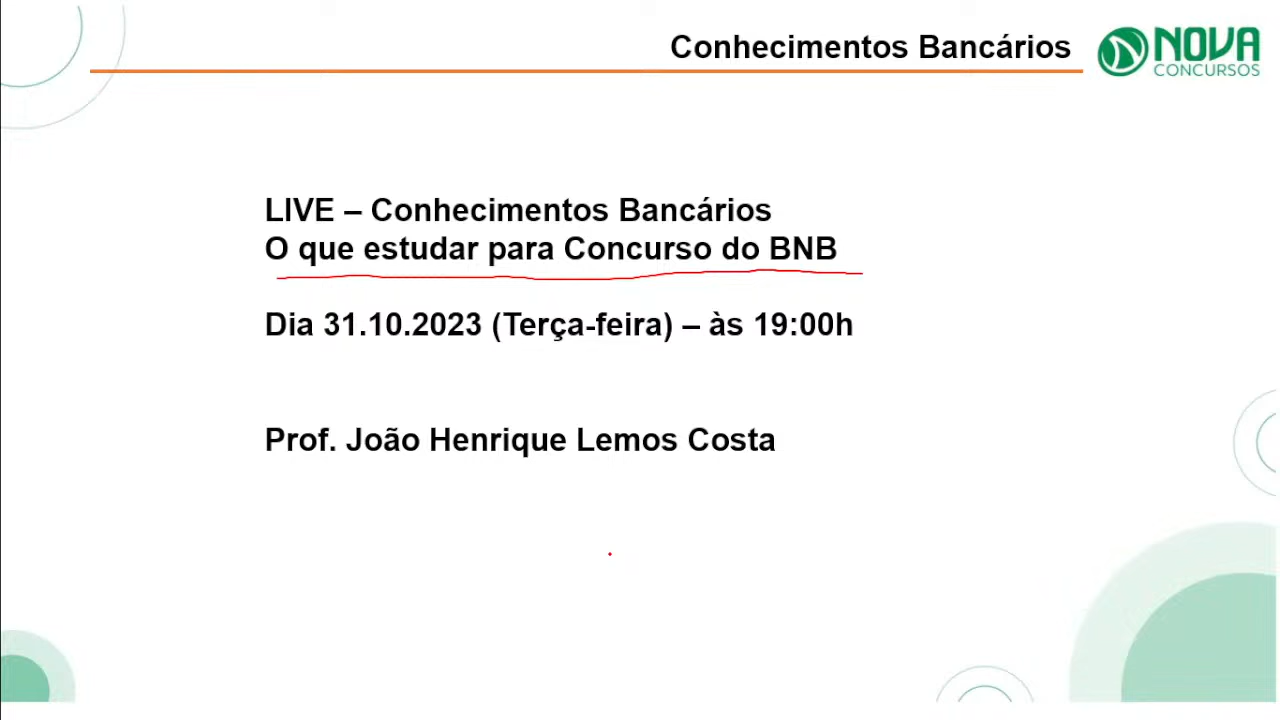 Conhecimentos Bancários
NOVA
CONCURSOS
LIVE – Conhecimentos Bancários
O que estudar para Concurso do BNB
Dia 31.10.2023 (Terça-feira) – às 19:00h
Prof. João Henrique Lemos Costa